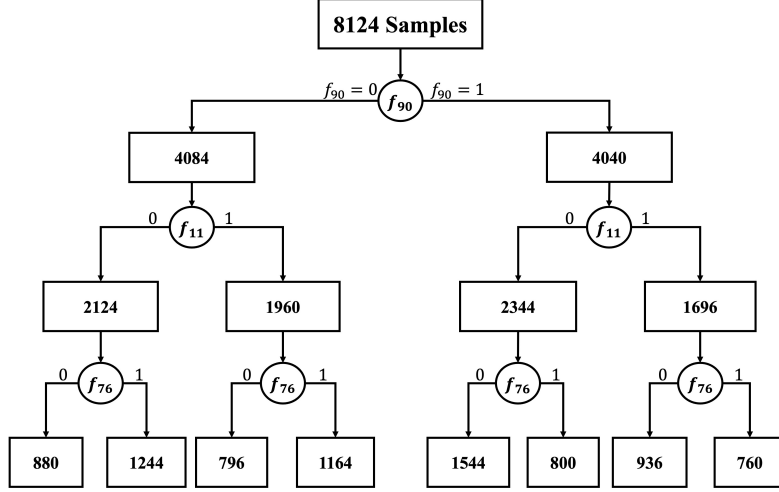 8124 Samples
f₉₀ = 0 f₉₀ f₉₀ = 1
4084 4040
0 f₁₁ 1 0 f₁₁ 1
2124 1960 2344 1696
0 f₇₆ 1 0 f₇₆ 1 0 f₇₆ 1 0 f₇₆ 1
880 1244 796 1164 1544 800 936 760